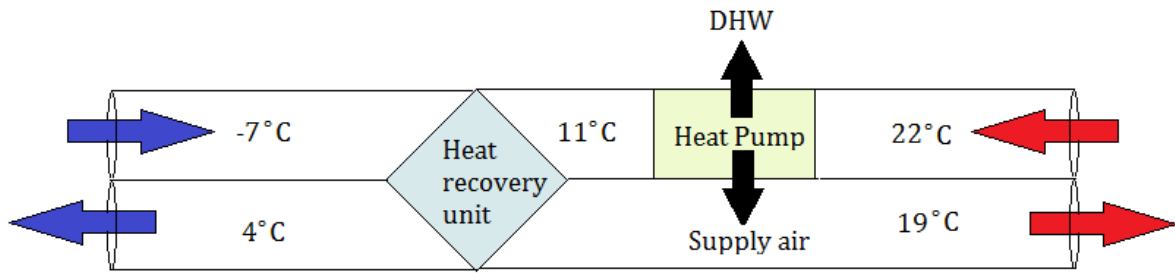 DHW
-7°C
11°C
Heat Pump
22°C
Heat
recovery
unit
4°C
Supply air
19°C